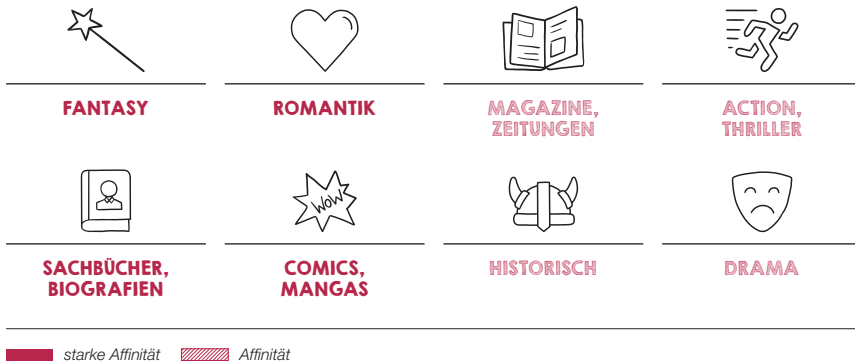 FANTASY
ROMANTIK
MAGAZINE,
ZEITUNGEN
ACTION,
THRILLER
WOW
SACHBÜCHER,
BIOGRAFIEN
COMICS,
MANGAS
HISTORISCH
DRAMA
starke Affinität
Affinität